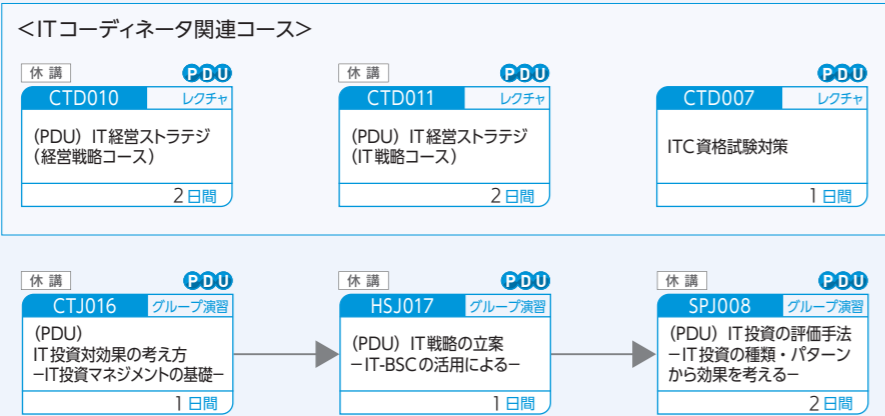 <ITコーディネータ関連コース>
休 講
PDU
CTD010
レクチャ
(PDU) IT経営ストラテジ
(経営戦略コース)
2日間
休 講
PDU
CTD011
レクチャ
(PDU) IT経営ストラテジ
(IT戦略コース)
2日間
PDU
CTD007
レクチャ
ITC資格試験対策
1日間
休 講
PDU
CTJ016
グループ演習
(PDU)
IT投資対効果の考え方
−IT投資マネジメントの基礎−
1日間
休 講
PDU
HSJ017
グループ演習
(PDU) IT戦略の立案
−IT-BSCの活用による−
1日間
休 講
PDU
SPJ008
グループ演習
(PDU) IT投資の評価手法
−IT投資の種類・パターン
から効果を考える−
2日間